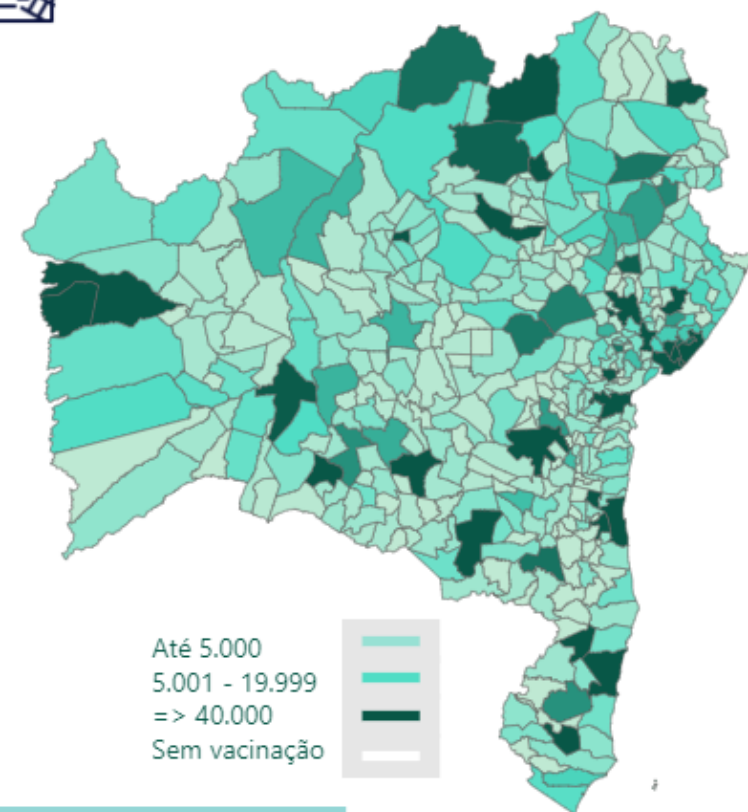 Até 5.000
5.001 - 19.999
=> 40.000
Sem vacinação